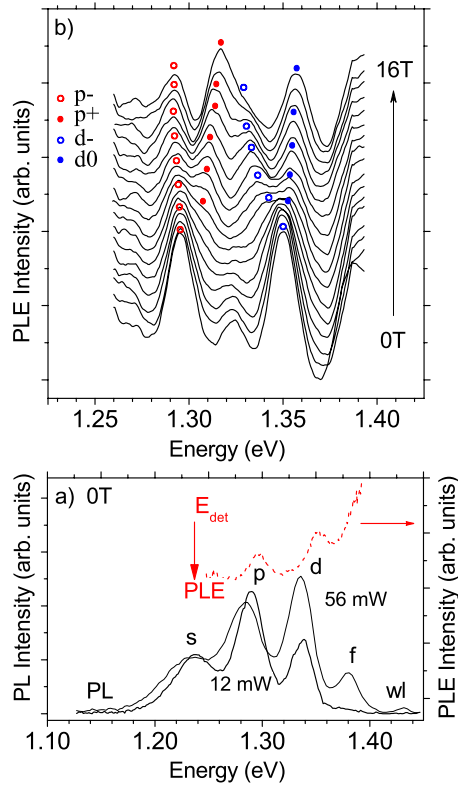 b)
16T
p-
p+
d-
d0
0T
PLE Intensity (arb. units)
1.25 1.30 1.35 1.40
Energy (eV)
a) 0T
E_det
PLE
p
d
56 mW
s
12 mW
f
PL
wl
PL Intensity (arb. units)
PLE Intensity (arb. units)
1.10 1.20 1.30 1.40
Energy (eV)